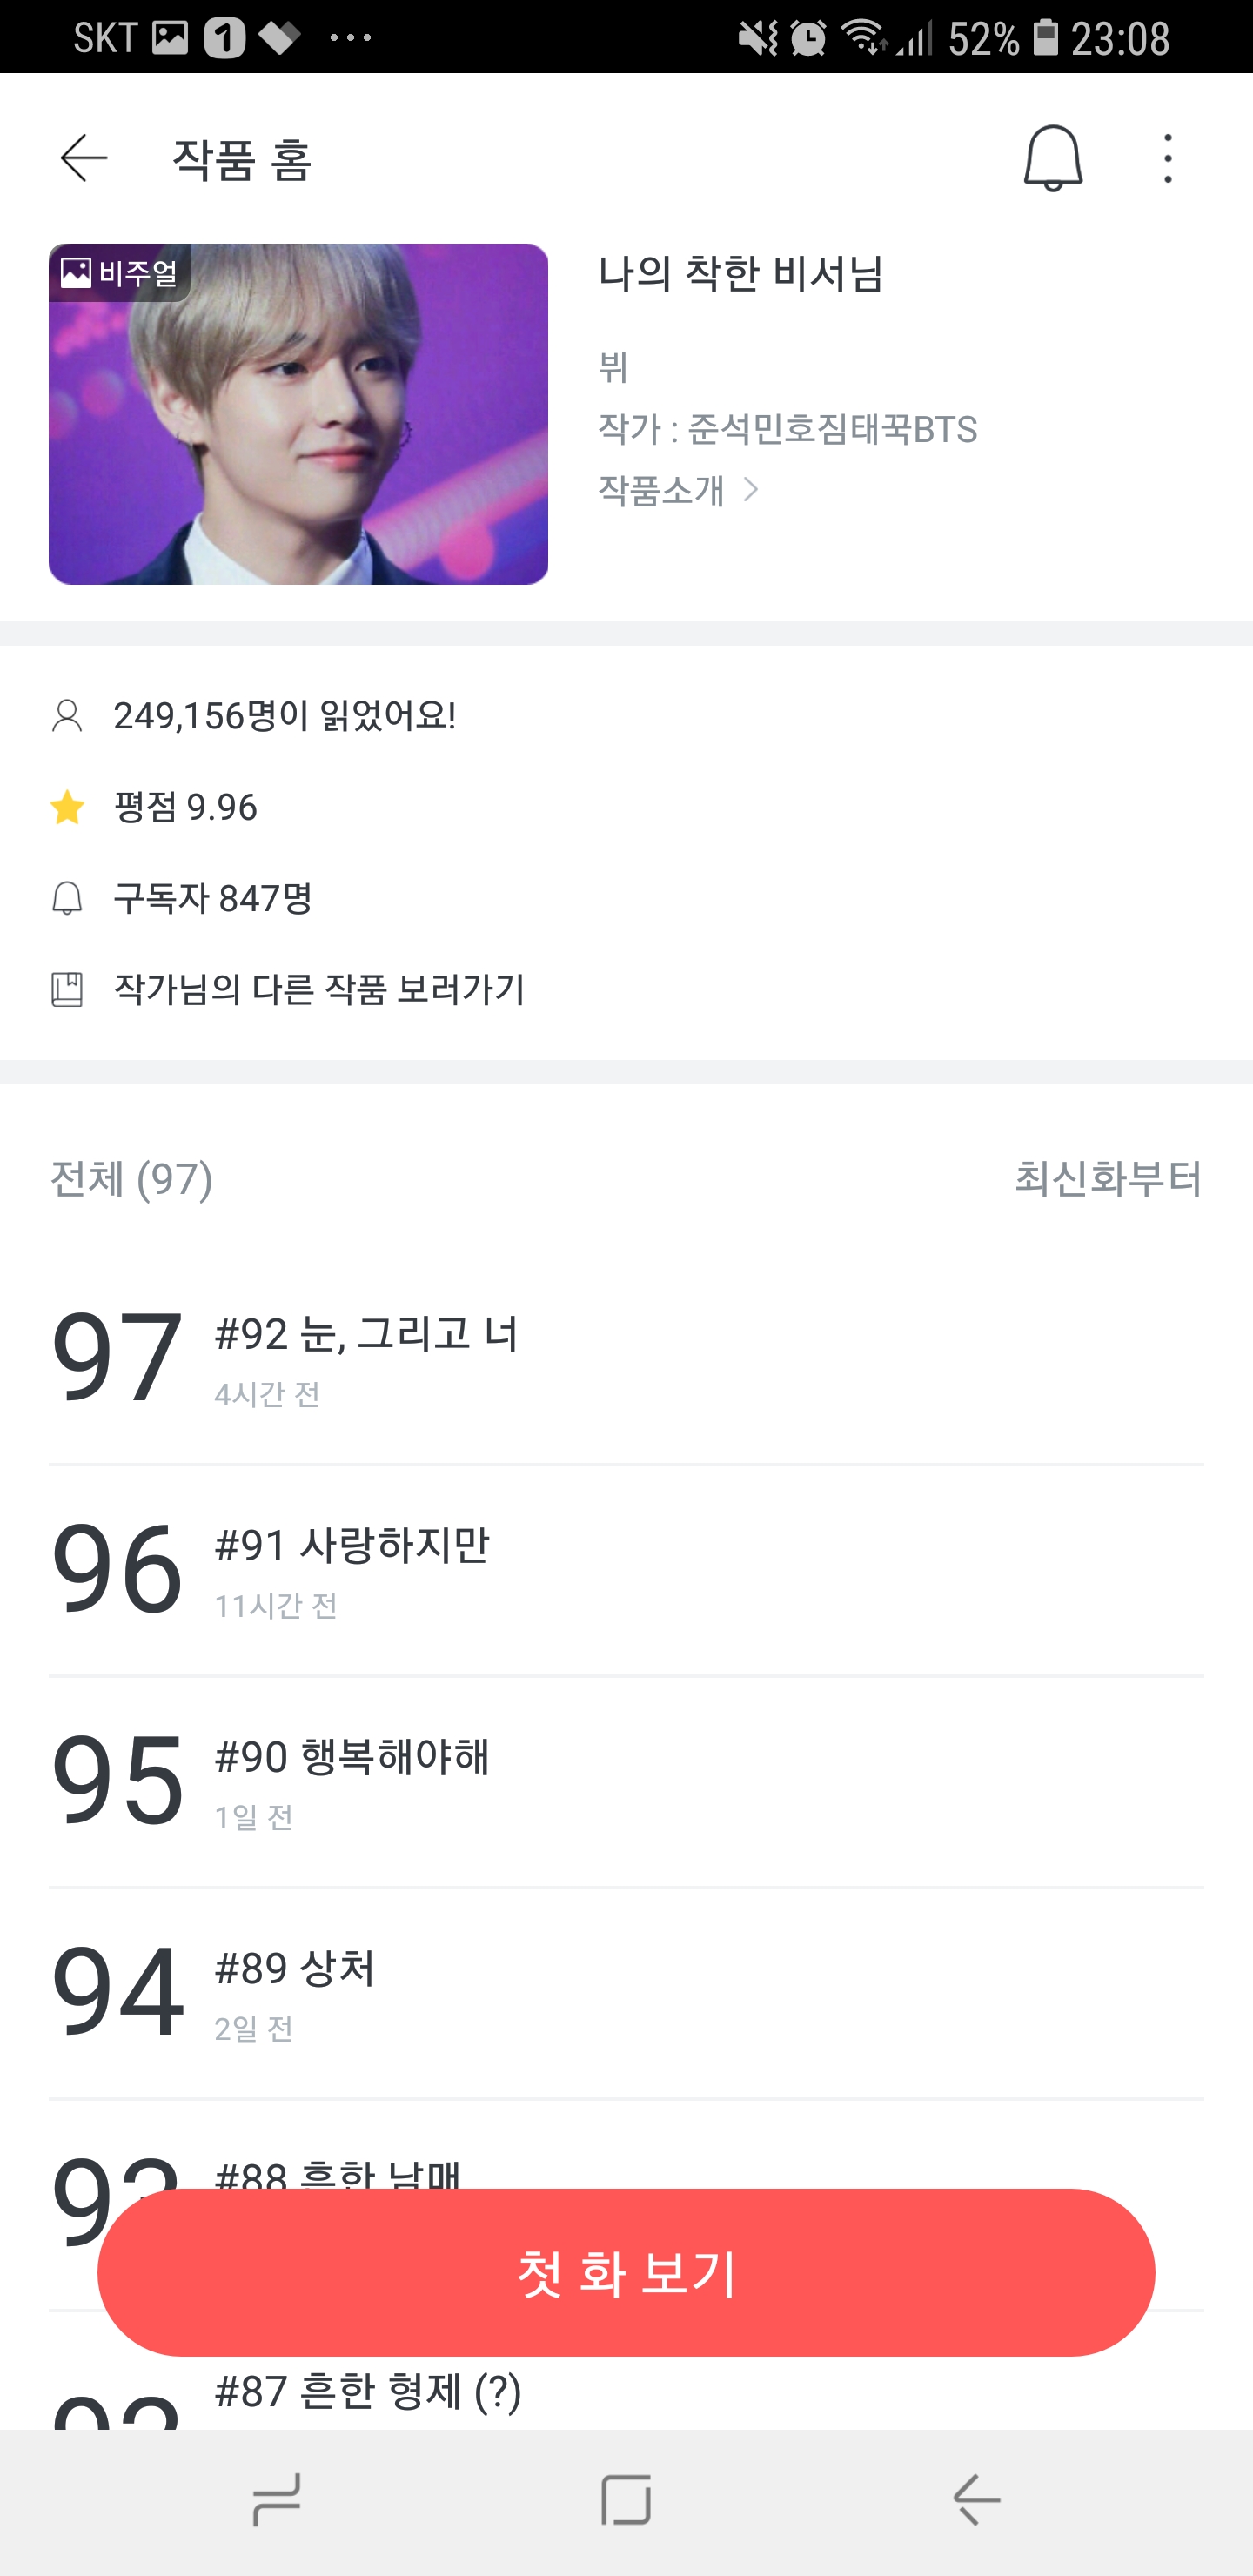 SKT 1 52% 23:08
작품 홈
비주얼
나의 착한 비서님
뷔
작가 : 준석민호짐태꾹BTS
작품소개
249,156명이 읽었어요!
평점 9.96
구독자 847명
작가님의 다른 작품 보러가기
전체 (97) 최신화부터
97 #92 눈, 그리고 너
4시간 전
96 #91 사랑하지만
11시간 전
95 #90 행복해야해
1일 전
94 #89 상처
2일 전
93 #88 흔한 남매
첫 화 보기
#87 흔한 형제 (?)
92